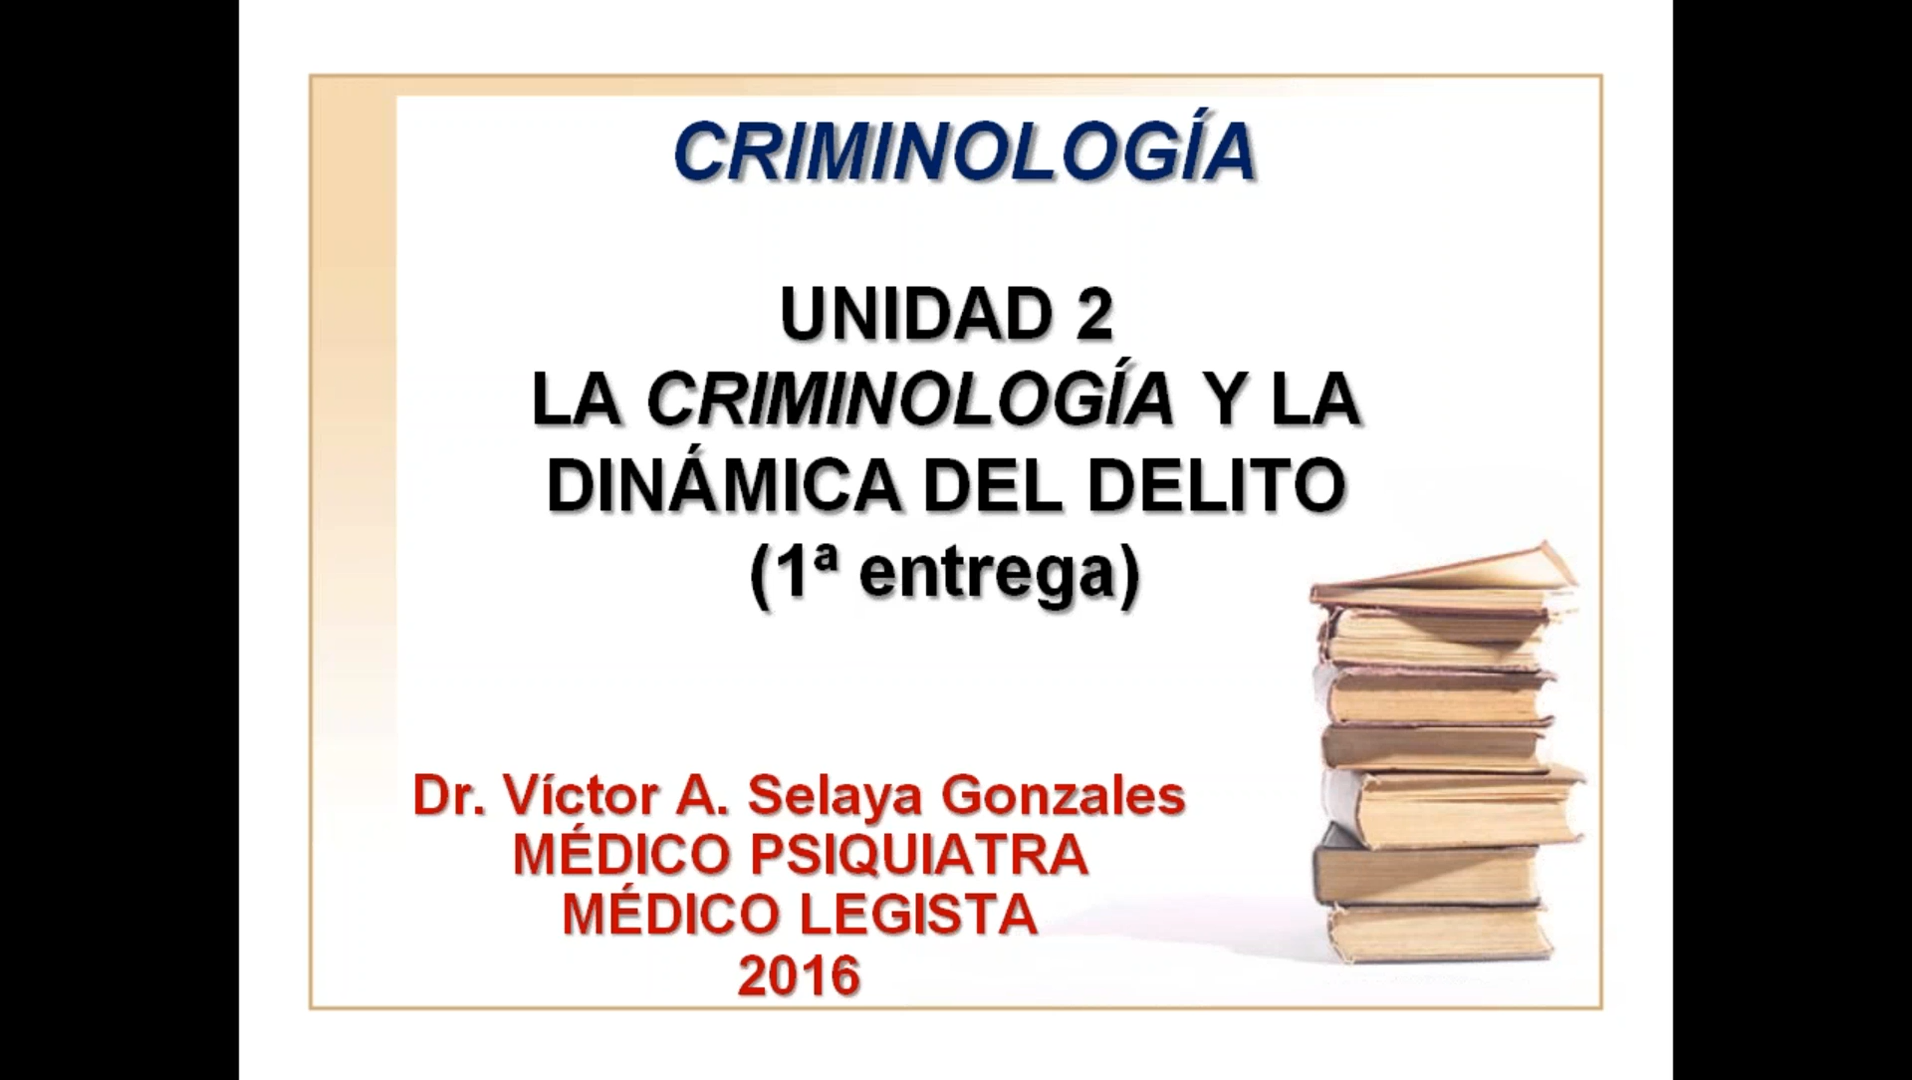 CRIMINOLOGÍA
UNIDAD 2
LA CRIMINOLOGÍA Y LA
DINÁMICA DEL DELITO
(1ª entrega)
Dr. Víctor A. Selaya Gonzales
MÉDICO PSIQUIATRA
MÉDICO LEGISTA
2016